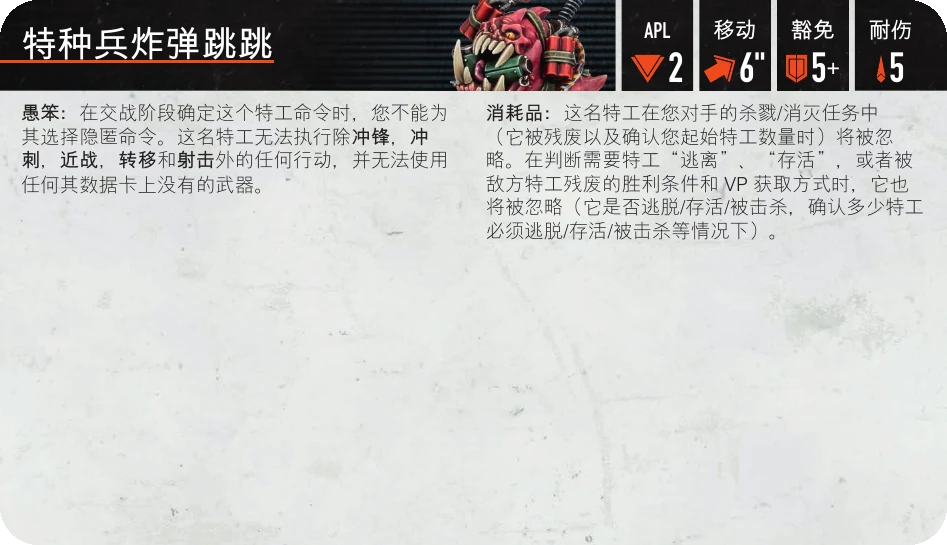 特种兵炸弹跳跳
APL
2
移动
6"
豁免
5+
耐伤
5
愚笨：在交战阶段确定这个特工命令时，您不能为
其选择隐匿命令。这名特工无法执行除冲锋，冲
刺，近战，转移和射击外的任何行动，并无法使用
任何其数据卡上没有的武器。
消耗品：这名特工在您对手的杀戮/消灭任务中
（它被残废以及确认您起始特工数量时）将被忽
略。在判断需要特工“逃离”、“存活”，或者被
敌方特工残废的胜利条件和 VP 获取方式时，它也
将被忽略（它是否逃脱/存活/被击杀，确认多少特工
必须逃脱/存活/被击杀等情况下）。